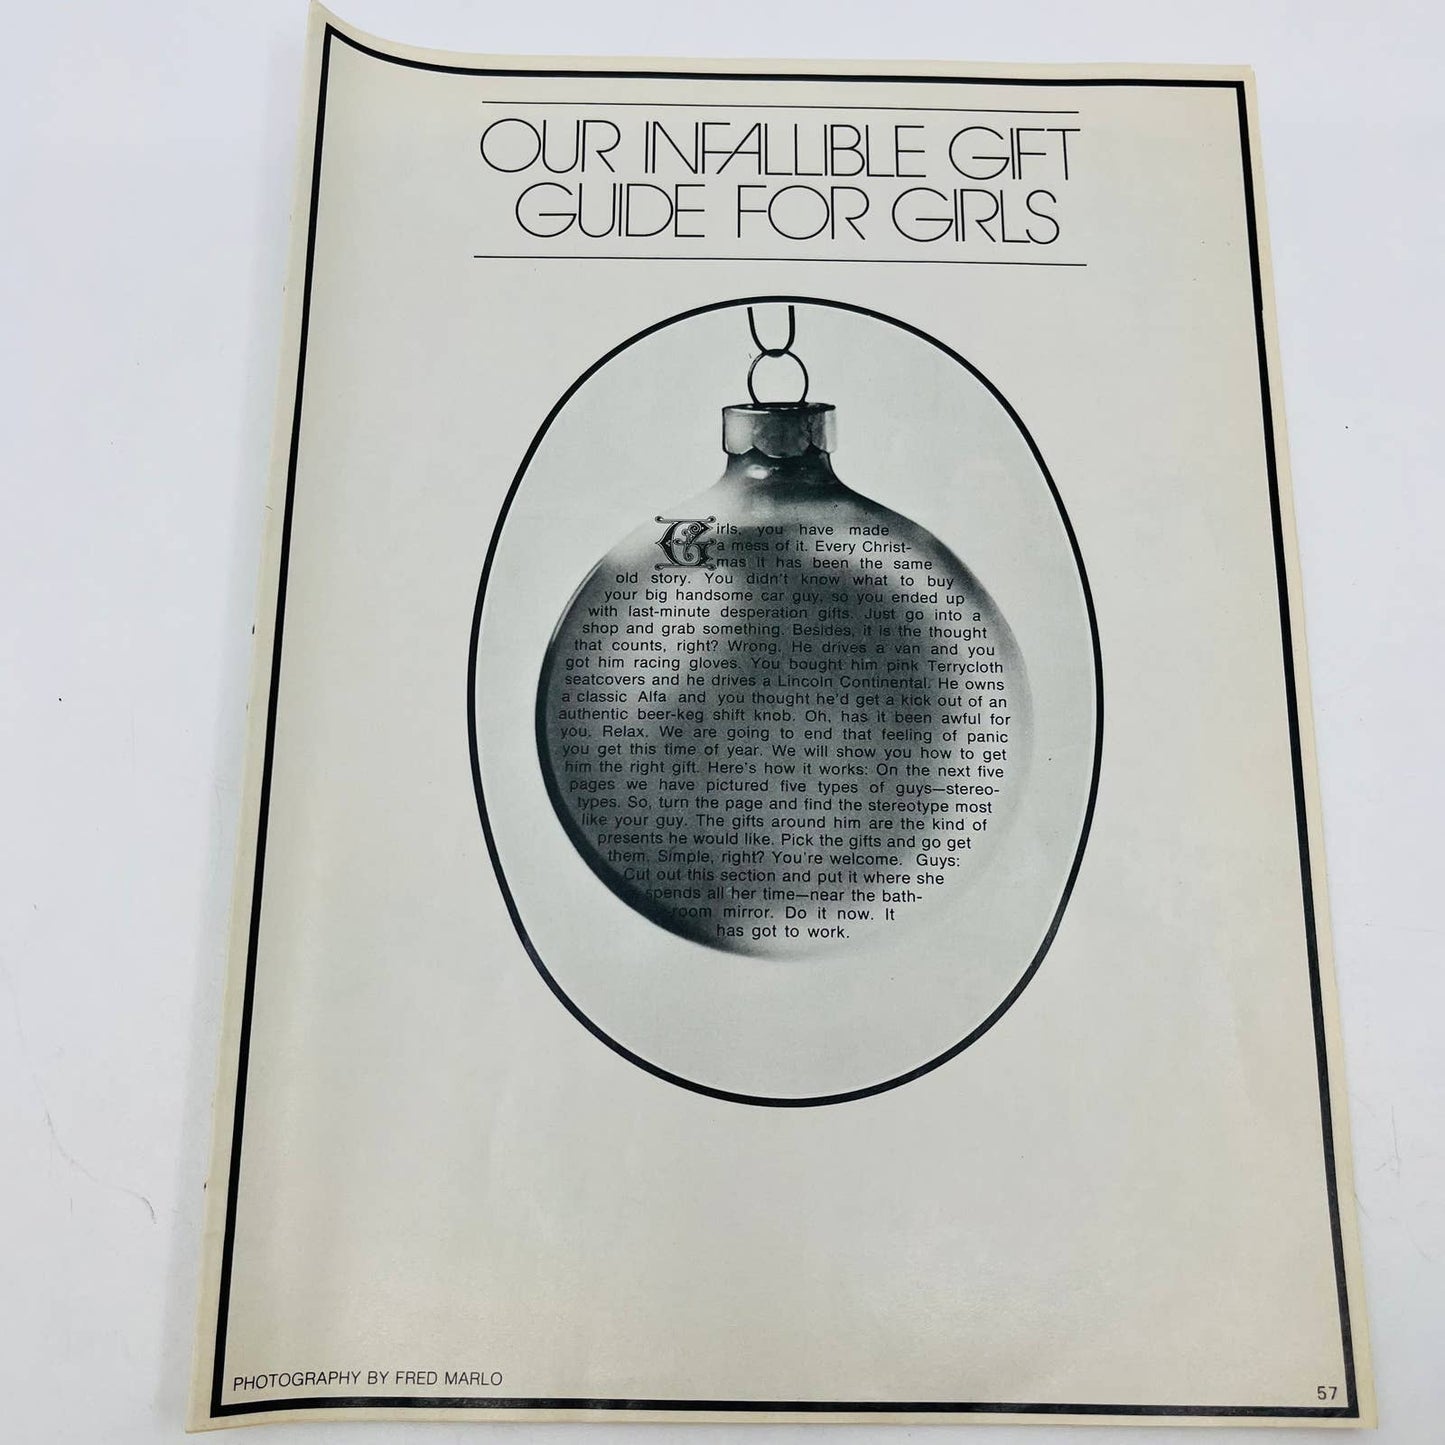 OUR INFALLIBLE GIFT
GUIDE FOR GIRLS
Girls, you have made
a mess of it. Every Christ-
mas it has been the same
old story. You didn't know what to buy
your big handsome car guy, so you ended up
with last-minute desperation gifts. Just go into a
shop and grab something. Besides, it is the thought
that counts, right? Wrong. He drives a van and you
got him racing gloves. You bought him pink Terrycloth
seatcovers and he drives a Lincoln Continental. He owns
a classic Alfa and you thought he'd get a kick out of an
authentic beer-keg shift knob. Oh, has it been awful for
you. Relax. We are going to end that feeling of panic
you get this time of year. We will show you how to get
him the right gift. Here's how it works: On the next five
pages we have pictured five types of guys—stereo-
types. So, turn the page and find the stereotype most
like your guy. The gifts around him are the kind of
presents he would like. Pick the gifts and go get
them. Simple, right? You're welcome. Guys:
Cut out this section and put it where she
spends all her time—near the bath-
room mirror. Do it now. It
has got to work.
PHOTOGRAPHY BY FRED MARLO
57